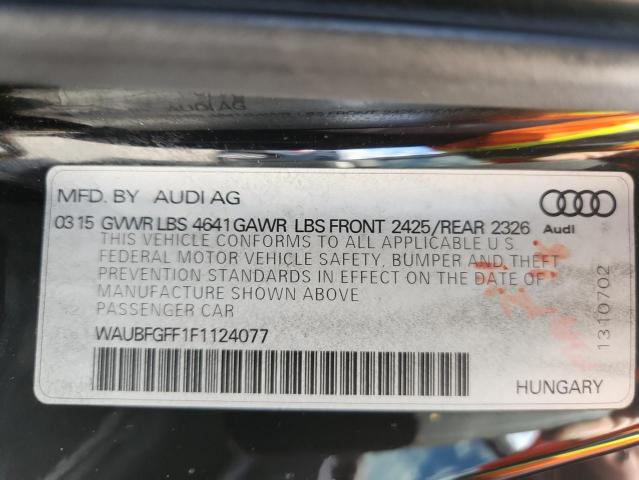 AUDI AG
MFD. BY AUDI AG
03 15 GVWR LBS 4641 GAWR LBS FRONT 2425/REAR 2326
Audi
THIS VEHICLE CONFORMS TO ALL APPLICABLE U.S.
FEDERAL MOTOR VEHICLE SAFETY, BUMPER AND THEFT
PREVENTION STANDARDS IN EFFECT ON THE DATE OF
MANUFACTURE SHOWN ABOVE
PASSENGER CAR
WAUBFGFF1F1124077
1310702
HUNGARY